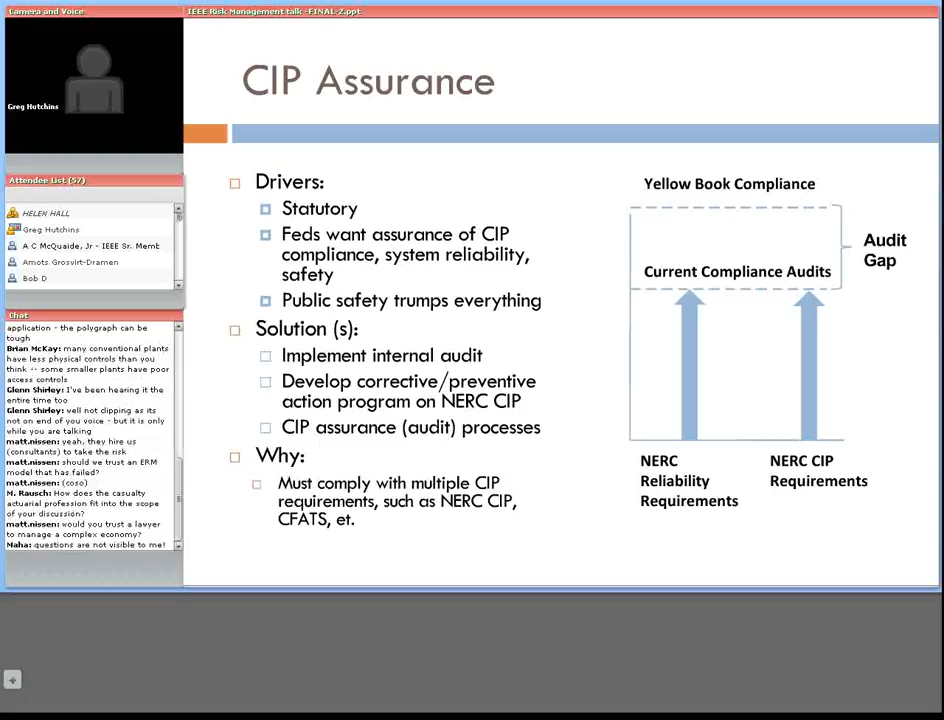 Camera and Voice
IEEE Risk Management talk -FINAL-2.ppt
Greg Hutchins
Attendee List (57)
HELEN HALL
Greg Hutchins
A C McQuaide, Jr - IEEE Sr. Memb
Arnots Grosvirt-Dramen
Bob D
Chat
application - the polygraph can be
tough
Brian McKay: many conventional plants
have less physical controls than you
think -- some smaller plants have poor
access controls
Glenn Shirley: I've been hearing it the
entire time too
Glenn Shirley: vell not clipping as its
not on end of you voice - but it is only
while you are talking
matt.nissen: yeah, they hire us
(consultants) to take the risk
matt.nissen: should we trust an ERM
model that has failed?
matt.nissen: (coso)
M. Rausch: How does the casualty
actuarial profession fit into the scope
of your discussion?
matt.nissen: would you trust a lawyer
to manage a complex economy?
Maha: questions are not visible to me!
CIP Assurance
Drivers:
Statutory
Feds want assurance of CIP
compliance, system reliability,
safety
Public safety trumps everything
Solution (s):
Implement internal audit
Develop corrective/preventive
action program on NERC CIP
CIP assurance (audit) processes
Why:
Must comply with multiple CIP
requirements, such as NERC CIP,
CFATS, et.
Yellow Book Compliance
Current Compliance Audits
Audit
Gap
NERC
Reliability
Requirements
NERC CIP
Requirements